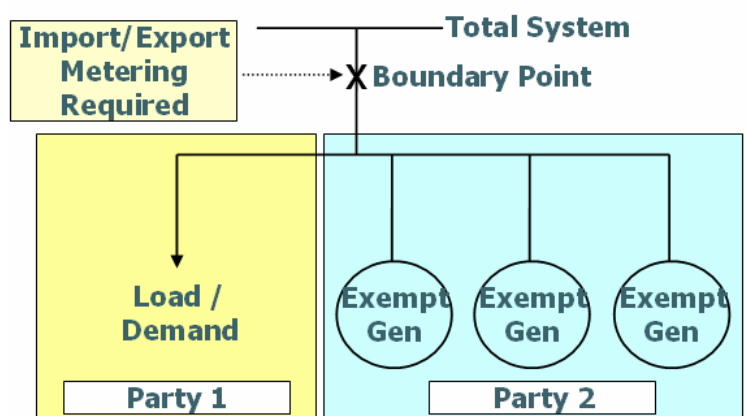 Import/Export
Metering
Required
Total System
X Boundary Point
Load /
Demand
Exempt
Gen
Exempt
Gen
Exempt
Gen
Party 1
Party 2